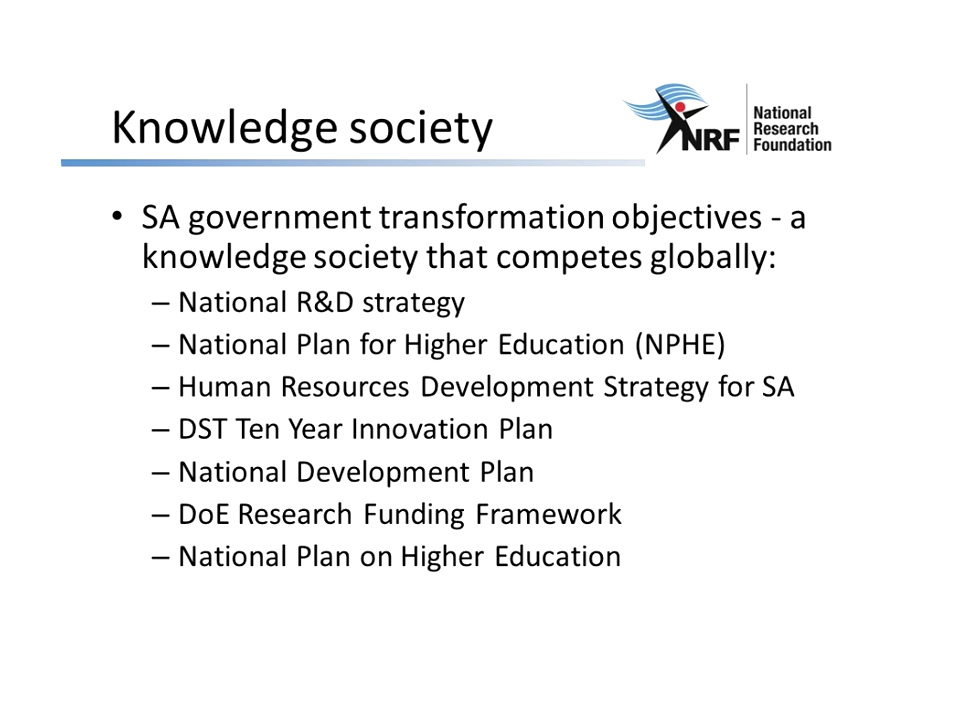 Knowledge society
NRF
National
Research
Foundation
• SA government transformation objectives - a
knowledge society that competes globally:
– National R&D strategy
– National Plan for Higher Education (NPHE)
– Human Resources Development Strategy for SA
– DST Ten Year Innovation Plan
– National Development Plan
– DoE Research Funding Framework
– National Plan on Higher Education